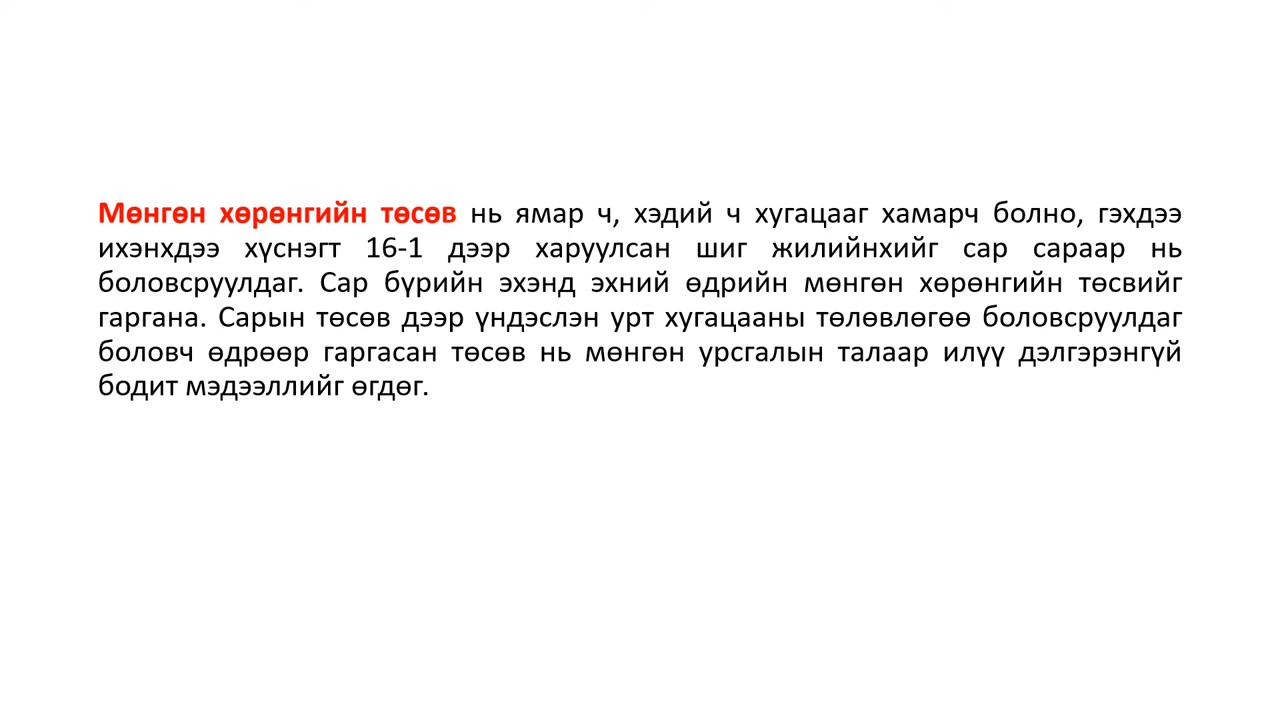 Мөнгөн хөрөнгийн төсөв нь ямар ч, хэдий ч хугацааг хамарч болно, гэхдээ
ихэнхдээ хүснэгт 16-1 дээр харуулсан шиг жилийнхийг сар сараар нь
боловсруулдаг. Сар бүрийн эхэнд эхний өдрийн мөнгөн хөрөнгийн төсвийг
гаргана. Сарын төсөв дээр үндэслэн урт хугацааны төлөвлөгөө боловсруулдаг
боловч өдрөөр гаргасан төсөв нь мөнгөн урсгалын талаар илүү дэлгэрэнгүй
бодит мэдээллийг өгдөг.